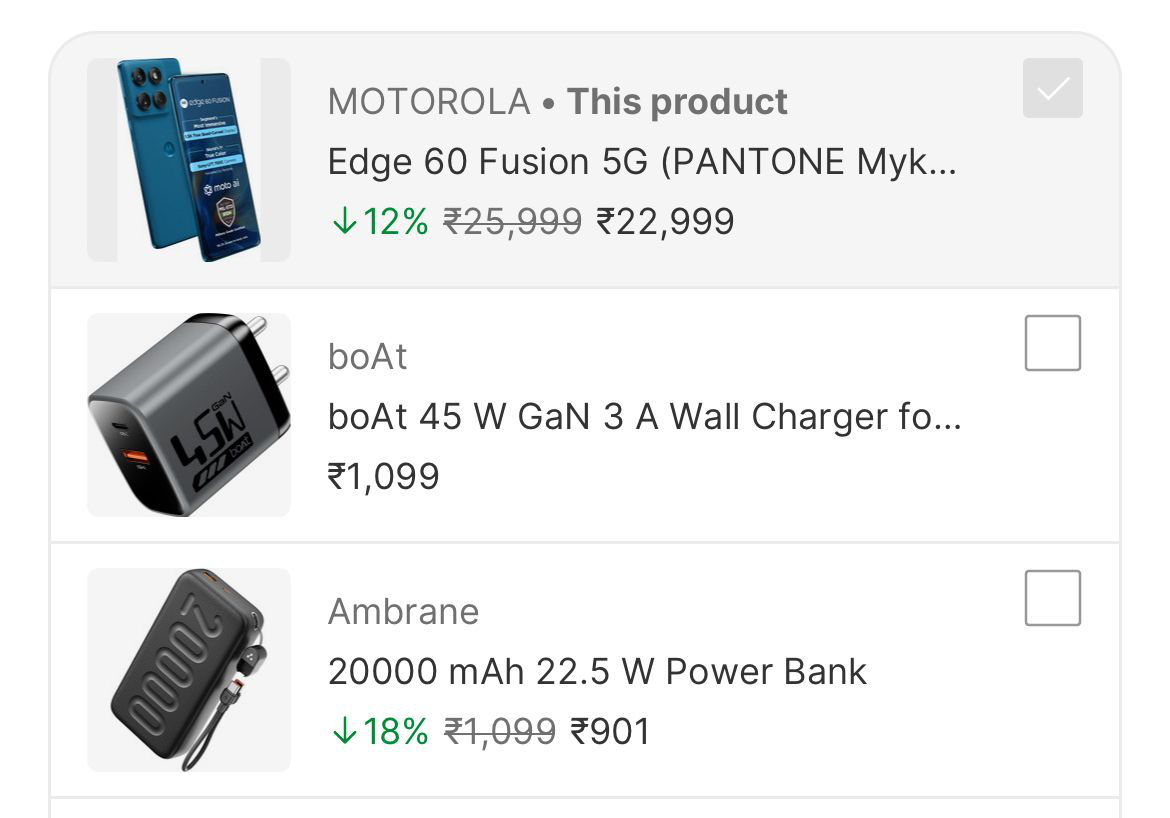 MOTOROLA • This product
Edge 60 Fusion 5G (PANTONE Myk...
↓12% ₹25,999 ₹22,999
edge 60 FUSION
moto ai
boAt
boAt 45 W GaN 3 A Wall Charger fo...
₹1,099
GaN
45W
boAt
Ambrane
20000 mAh 22.5 W Power Bank
↓18% ₹1,099 ₹901
20000